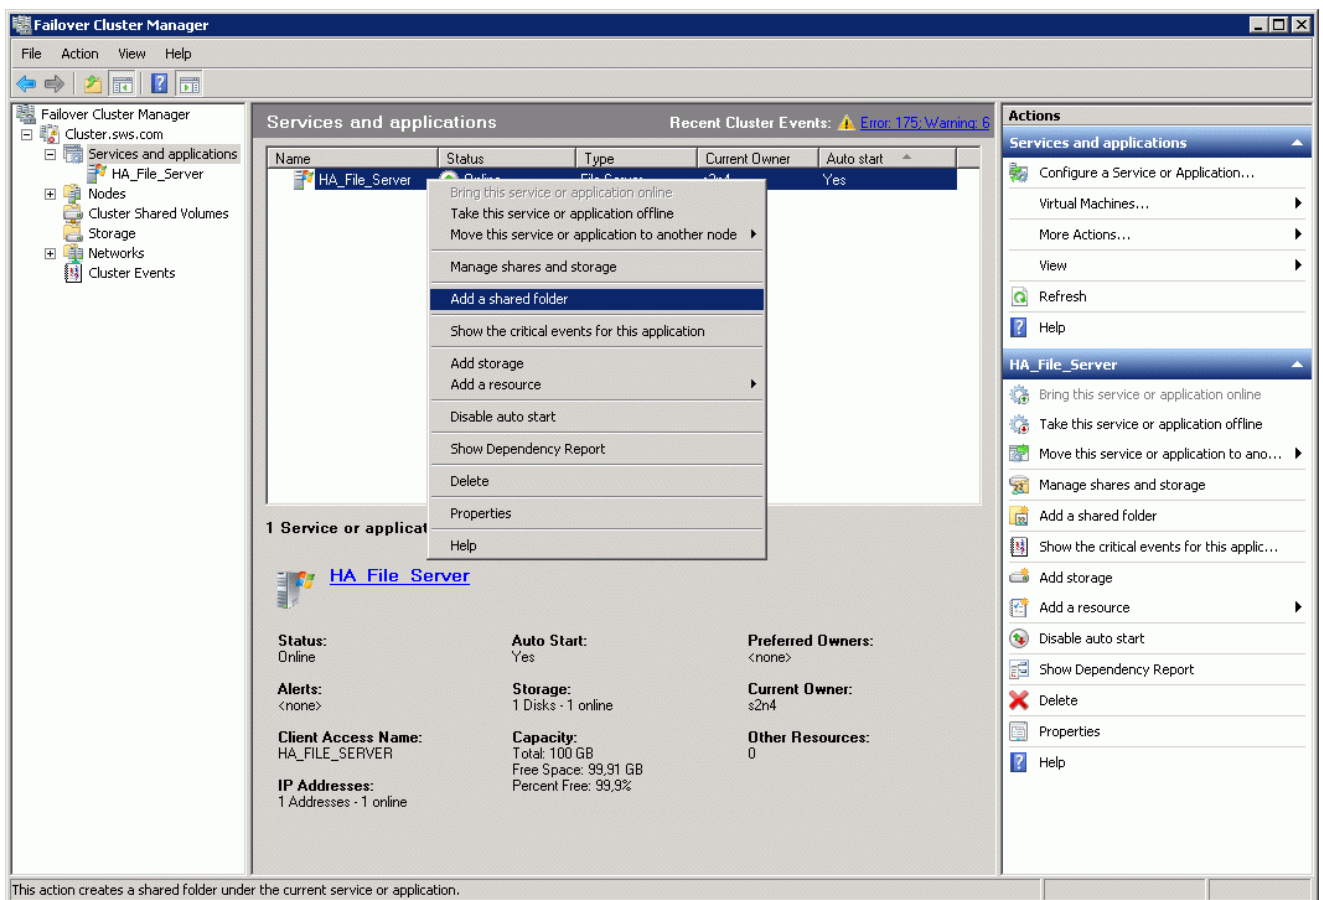 Failover Cluster Manager
File Action View Help
Failover Cluster Manager
Cluster.sws.com
Services and applications
HA_File_Server
Nodes
Cluster Shared Volumes
Storage
Networks
Cluster Events
Services and applications
Recent Cluster Events: Error: 175; Warning: 6
Name Status Type Current Owner Auto start
HA_File_Server Online File Server s2n4 Yes
Bring this service or application online
Take this service or application offline
Move this service or application to another node
Manage shares and storage
Add a shared folder
Show the critical events for this application
Add storage
Add a resource
Disable auto start
Show Dependency Report
Delete
Properties
Help
1 Service or applicat
HA_File_Server
Status:
Online
Auto Start:
Yes
Preferred Owners:
<none>
Alerts:
<none>
Storage:
1 Disks - 1 online
Current Owner:
s2n4
Client Access Name:
HA_FILE_SERVER
Capacity:
Total: 100 GB
Free Space: 99,91 GB
Percent Free: 99,9%
Other Resources:
0
IP Addresses:
1 Addresses - 1 online
Actions
Services and applications
Configure a Service or Application...
Virtual Machines...
More Actions...
View
Refresh
Help
HA_File_Server
Bring this service or application online
Take this service or application offline
Move this service or application to ano...
Manage shares and storage
Add a shared folder
Show the critical events for this applic...
Add storage
Add a resource
Disable auto start
Show Dependency Report
Delete
Properties
Help
This action creates a shared folder under the current service or application.